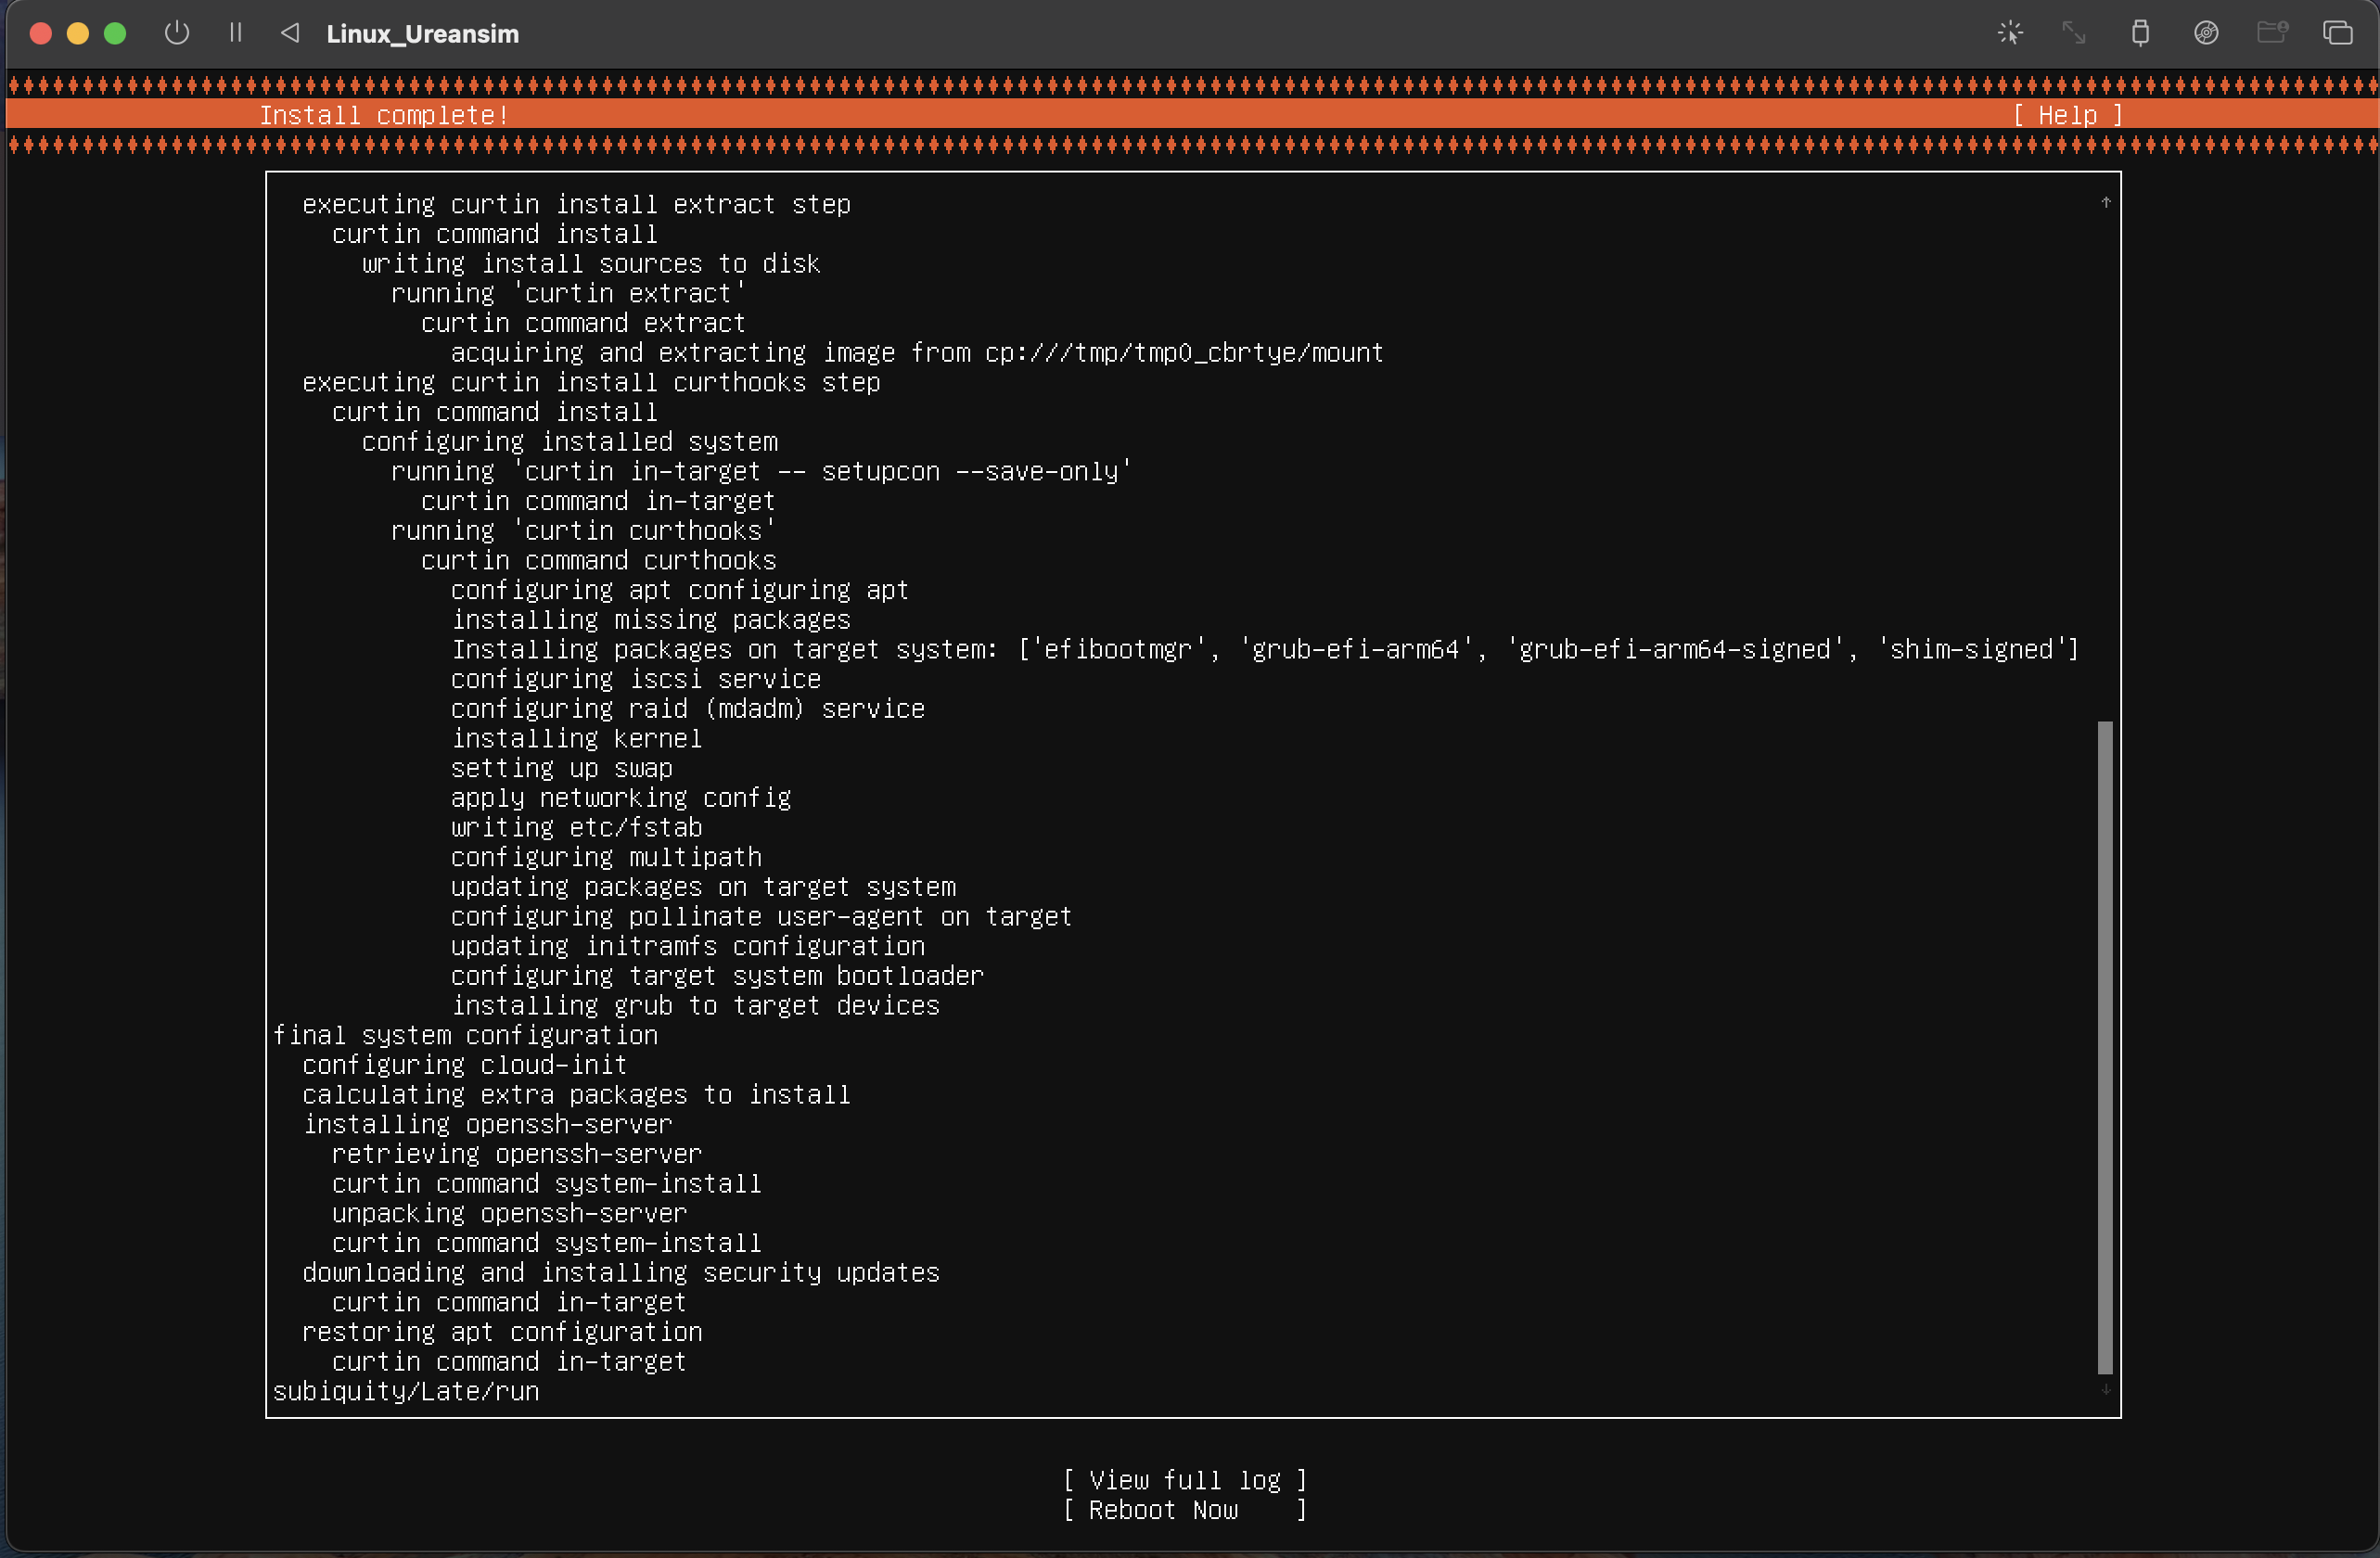 Linux_Ureansim
Install complete! [ Help ]
executing curtin install extract step
curtin command install
writing install sources to disk
running 'curtin extract'
curtin command extract
acquiring and extracting image from cp:///tmp/tmp0_cbrtye/mount
executing curtin install curthooks step
curtin command install
configuring installed system
running 'curtin in-target -- setupcon --save-only'
curtin command in-target
running 'curtin curthooks'
curtin command curthooks
configuring apt configuring apt
installing missing packages
Installing packages on target system: ['efibootmgr', 'grub-efi-arm64', 'grub-efi-arm64-signed', 'shim-signed']
configuring iscsi service
configuring raid (mdadm) service
installing kernel
setting up swap
apply networking config
writing etc/fstab
configuring multipath
updating packages on target system
configuring pollinate user-agent on target
updating initramfs configuration
configuring target system bootloader
installing grub to target devices
final system configuration
configuring cloud-init
calculating extra packages to install
installing openssh-server
retrieving openssh-server
curtin command system-install
unpacking openssh-server
curtin command system-install
downloading and installing security updates
curtin command in-target
restoring apt configuration
curtin command in-target
subiquity/Late/run
[ View full log ]
[ Reboot Now ]